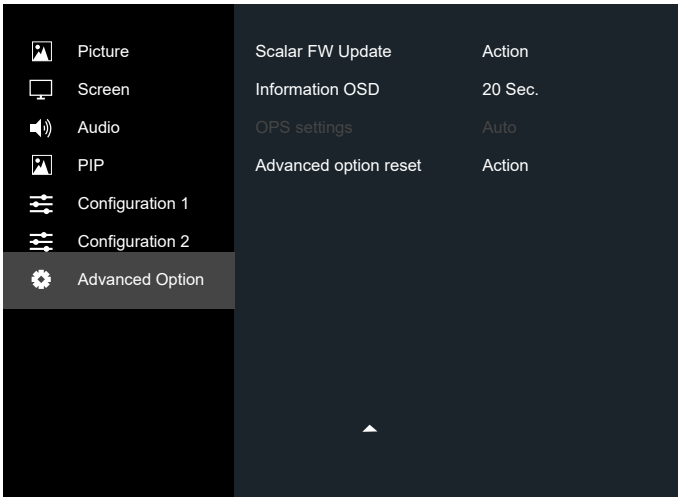 Picture
Screen
Audio
PIP
Configuration 1
Configuration 2
Advanced Option
Scalar FW Update Action
Information OSD 20 Sec.
OPS settings Auto
Advanced option reset Action